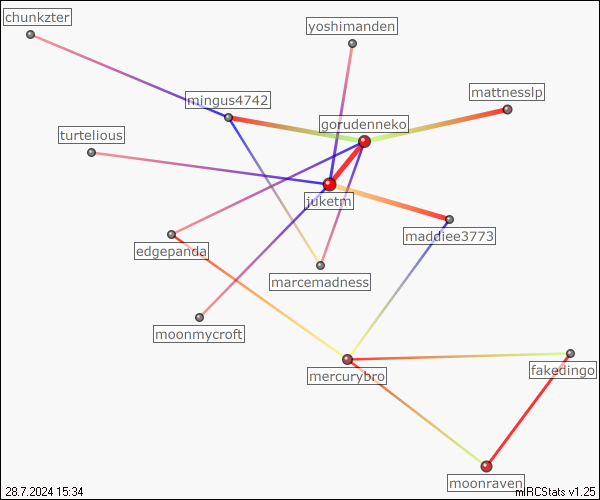 chunkzter
yoshimanden
mattnesslp
mingus4742
gorudenneko
turtelious
juketm
maddiee3773
edgepanda
marcemadness
moonmycroft
fakedingo
mercurybro
moonraven
28.7.2024 15:34
mIRCStats v1.25